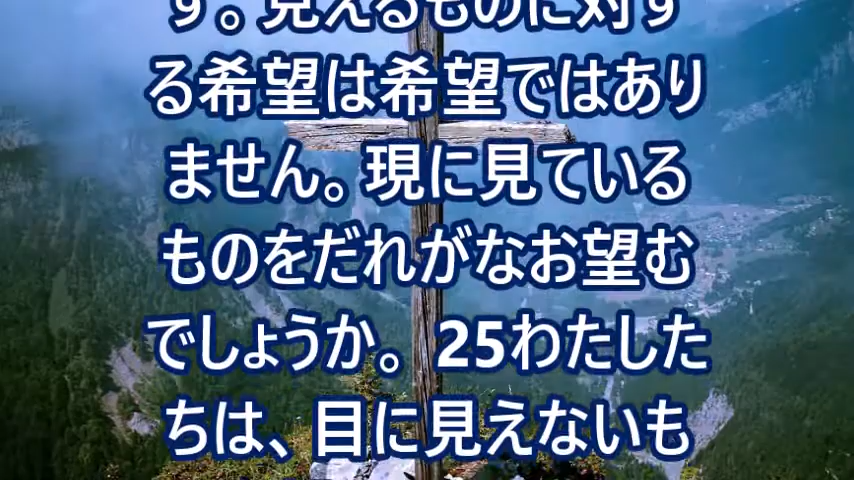 す。見えるものに対す
る希望は希望ではあり
ません。現に見ている
ものをだれがなお望む
でしょうか。25わたした
ちは、目に見えないも